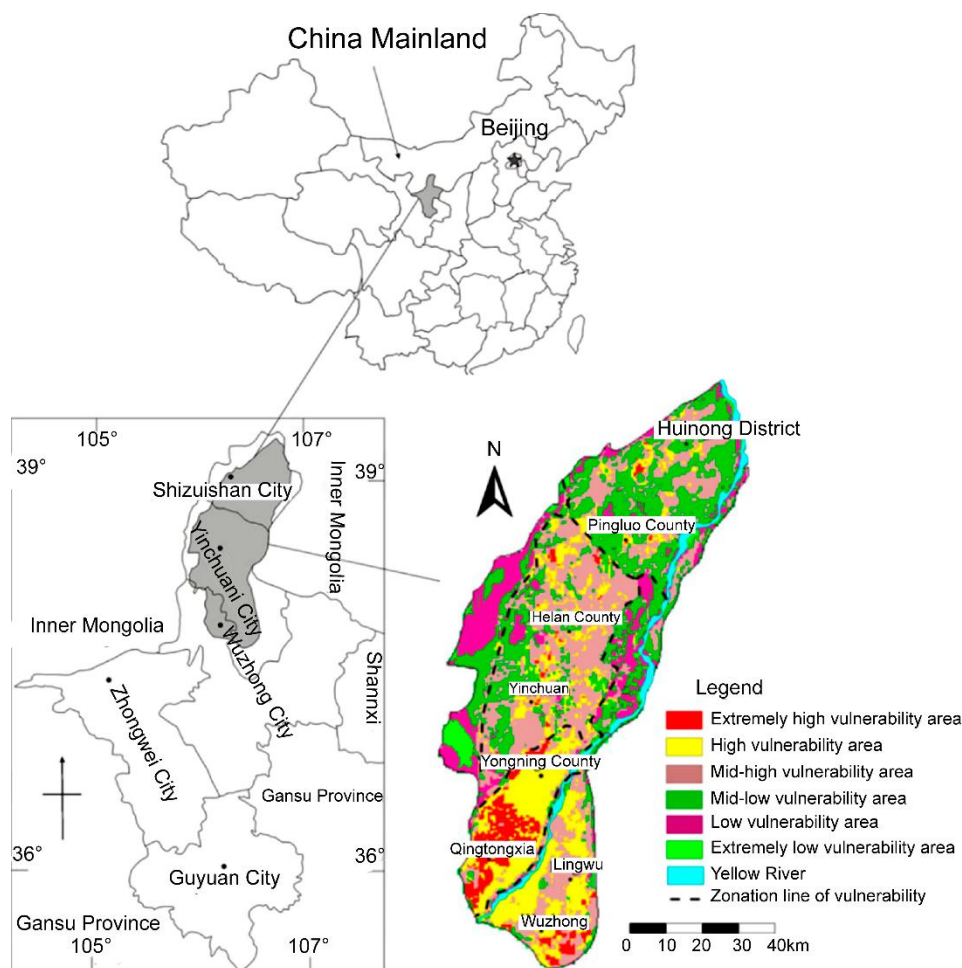 China Mainland
Beijing
105°
107°
39°
39°
Shizuishan City
Inner Mongolia
Yinchuani City
Inner Mongolia
Wuzhong City
Zhongwei City
Shannxi
Gansu Province
36°
36°
Guyuan City
Gansu Province
105°
107°
N
Huinong District
Pingluo County
Helan County
Yinchuan
Yongning County
Qingtongxia
Lingwu
Wuzhong
Legend
Extremely high vulnerability area
High vulnerability area
Mid-high vulnerability area
Mid-low vulnerability area
Low vulnerability area
Extremely low vulnerability area
Yellow River
Zonation line of vulnerability
0 10 20 30 40km